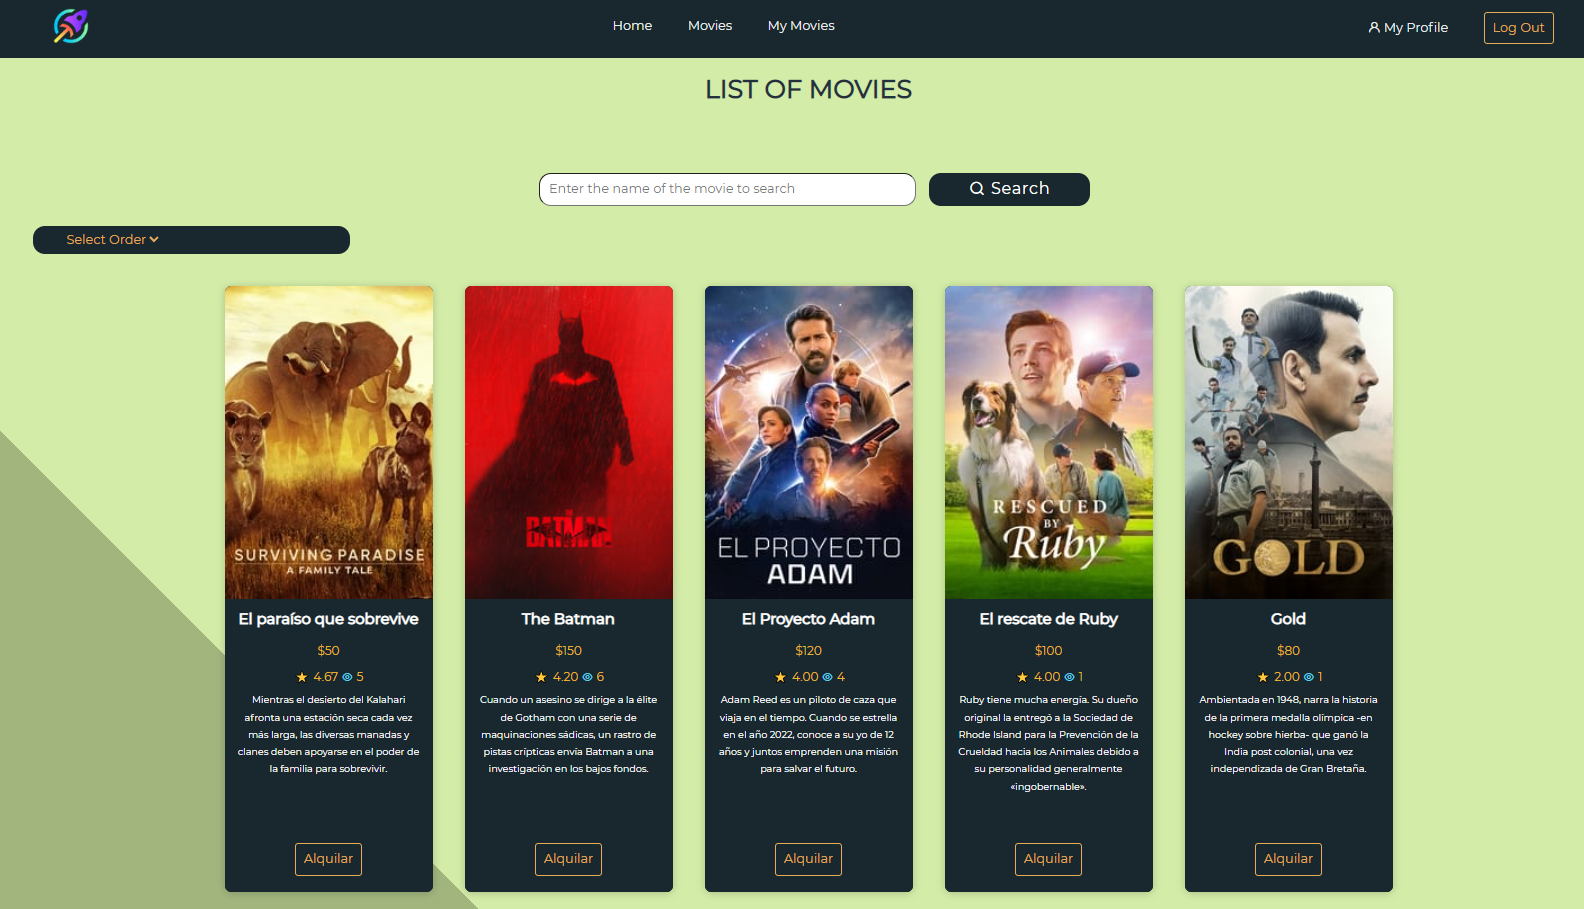 Home
Movies
My Movies
My Profile
Log Out
LIST OF MOVIES
Enter the name of the movie to search
Search
Select Order
SURVIVING PARADISE
A FAMILY TALE
El paraíso que sobrevive
$50
4.67 5
Mientras el desierto del Kalahari
afronta una estación seca cada vez
más larga, las diversas manadas y
clanes deben apoyarse en el poder de
la familia para sobrevivir.
Alquilar
THE
BATMAN
The Batman
$150
4.20 6
Cuando un asesino se dirige a la élite
de Gotham con una serie de
maquinaciones sádicas, un rastro de
pistas crípticas envía Batman a una
investigación en los bajos fondos.
Alquilar
EL PROYECTO
ADAM
El Proyecto Adam
$120
4.00 4
Adam Reed es un piloto de caza que
viaja en el tiempo. Cuando se estrella
en el año 2022, conoce a su yo de 12
años y juntos emprenden una misión
para salvar el futuro.
Alquilar
RESCUED
BY
Ruby
El rescate de Ruby
$100
4.00 1
Ruby tiene mucha energía. Su dueño
original la entregó a la Sociedad de
Rhode Island para la Prevención de la
Crueldad hacia los Animales debido a
su personalidad generalmente
«ingobernable».
Alquilar
GOLD
Gold
$80
2.00 1
Ambientada en 1948, narra la historia
de la primera medalla olímpica -en
hockey sobre hierba- que ganó la
India post colonial, una vez
independizada de Gran Bretaña.
Alquilar